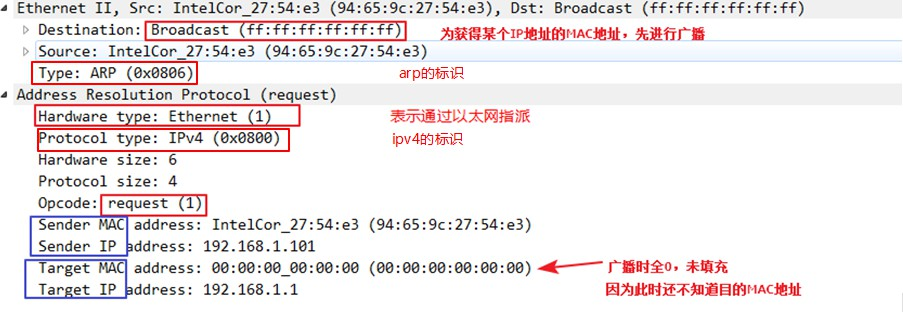 Ethernet II, Src: IntelCor_27:54:e3 (94:65:9c:27:54:e3), Dst: Broadcast (ff:ff:ff:ff:ff:ff)
Destination: Broadcast (ff:ff:ff:ff:ff:ff) 为获得某个IP地址的MAC地址，先进行广播
Source: IntelCor_27:54:e3 (94:65:9c:27:54:e3)
Type: ARP (0x0806) arp的标识
Address Resolution Protocol (request)
Hardware type: Ethernet (1) 表示通过以太网指派
Protocol type: IPv4 (0x0800) ipv4的标识
Hardware size: 6
Protocol size: 4
Opcode: request (1)
Sender MAC address: IntelCor_27:54:e3 (94:65:9c:27:54:e3)
Sender IP address: 192.168.1.101
Target MAC address: 00:00:00_00:00:00 (00:00:00:00:00:00) 广播时全0，未填充
Target IP address: 192.168.1.1 因为此时还不知道目的MAC地址